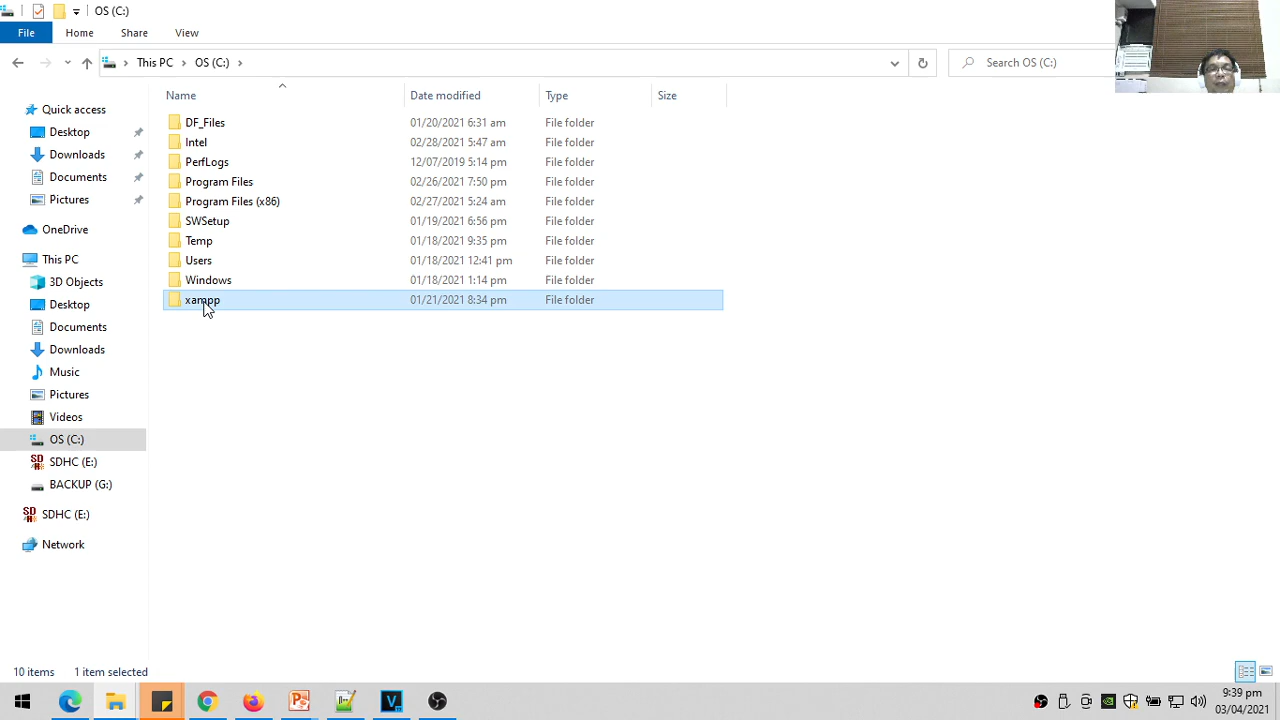 OS (C:)
File Home Share View
This PC OS (C:)
Search OS
Name
Type
Size
Quick access
Desktop
Downloads
Documents
Pictures
OneDrive
This PC
3D Objects
Desktop
Documents
Downloads
Music
Pictures
Videos
OS (C:)
SDHC (E:)
BACKUP (G:)
SDHC (E:)
Network
DF_Files 01/20/2021 6:31 am File folder
Intel 02/28/2021 5:47 am File folder
PerfLogs 12/07/2019 5:14 pm File folder
Program Files 02/26/2021 7:50 pm File folder
Program Files (x86) 02/27/2021 5:24 am File folder
SWSetup 01/19/2021 6:56 pm File folder
Temp 01/18/2021 9:35 pm File folder
Users 01/18/2021 12:41 pm File folder
Windows 01/18/2021 1:14 pm File folder
xampp 01/21/2021 8:34 pm File folder
10 items 1 item selected
9:39 pm
03/04/2021